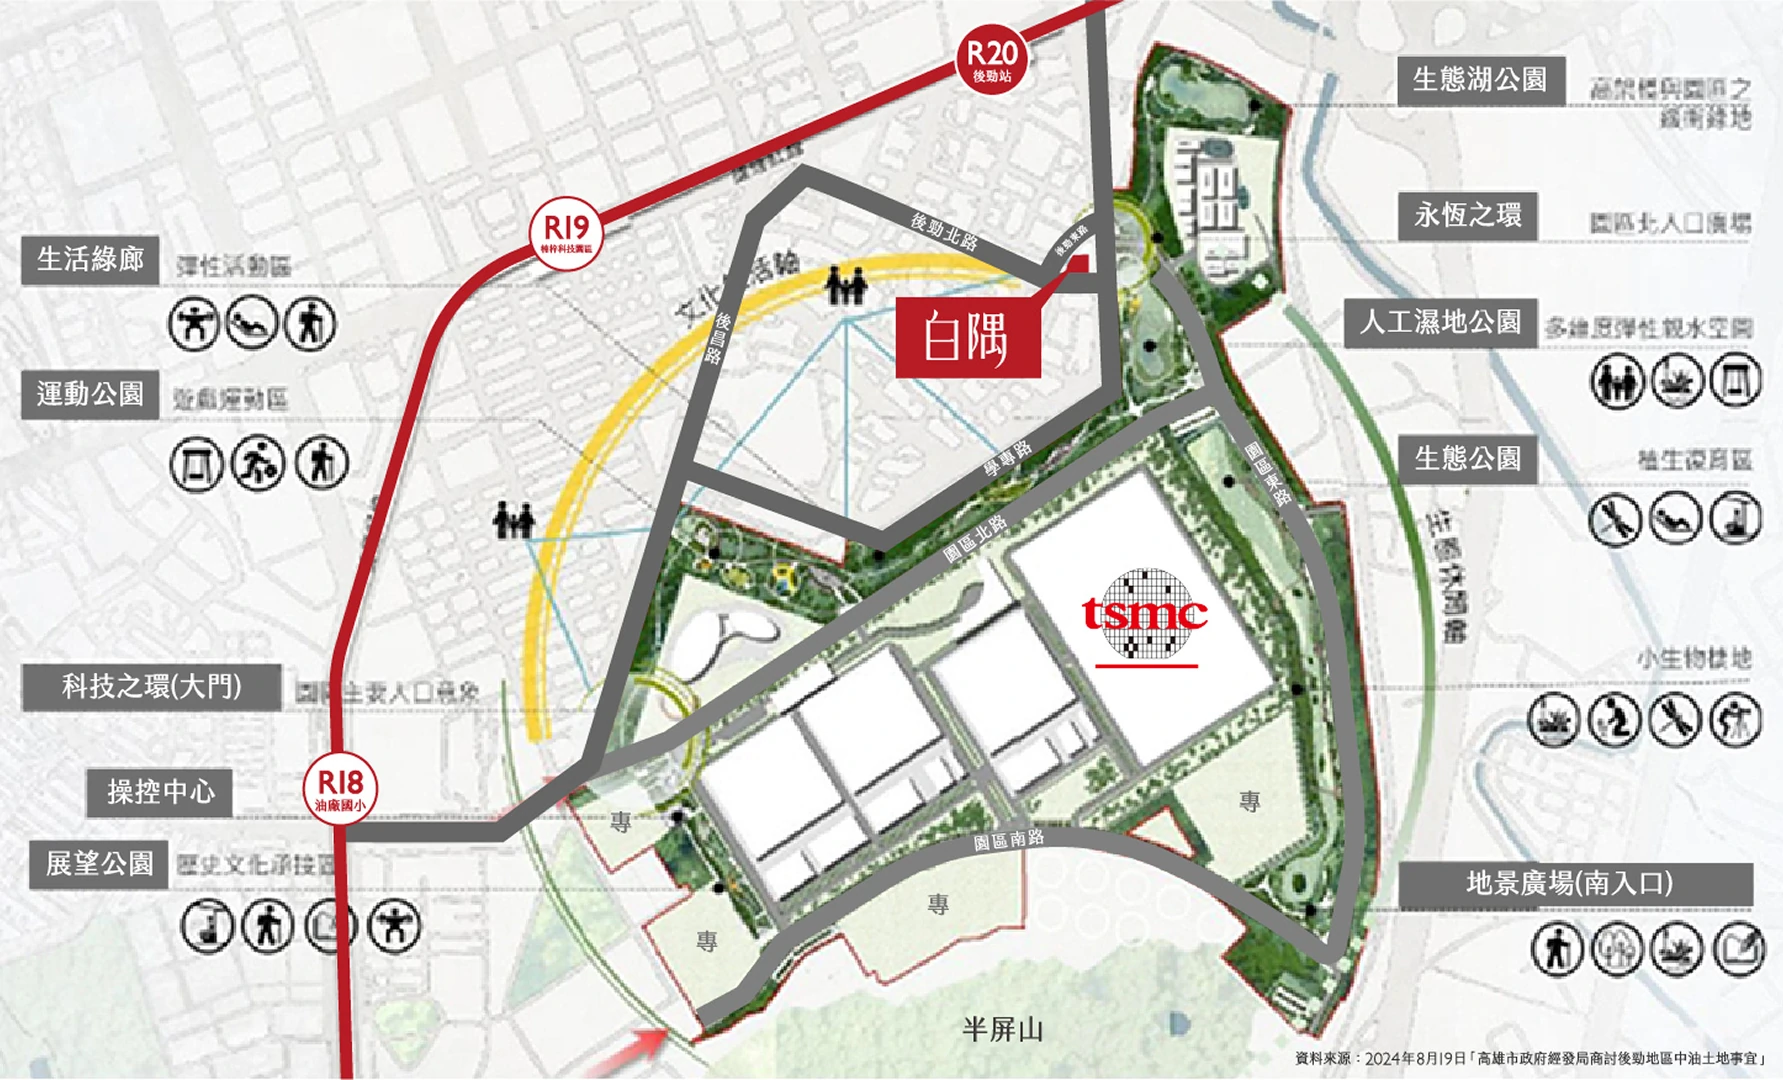 R20
後勁站
R19
楠梓科技園區
R18
油廠國小
生活綠廊
彈性活動區
運動公園
遊戲運動區
科技之環(大門)
園區主要入口意象
操控中心
展望公園
歷史文化承接區
後勁北路
後勁東路
後昌路
白隅
學專路
園區北路
園區東路
園區南路
tsmc
專
專
專
專
半屏山
生態湖公園
高架橋與園區之
緩衝綠地
永恆之環
園區北入口廣場
人工濕地公園
多維度彈性親水空間
生態公園
植生復育區
生態休閒軸
小生物棲地
地景廣場(南入口)
資料來源：2024年8月19日「高雄市政府經發局商討後勁地區中油土地事宜」